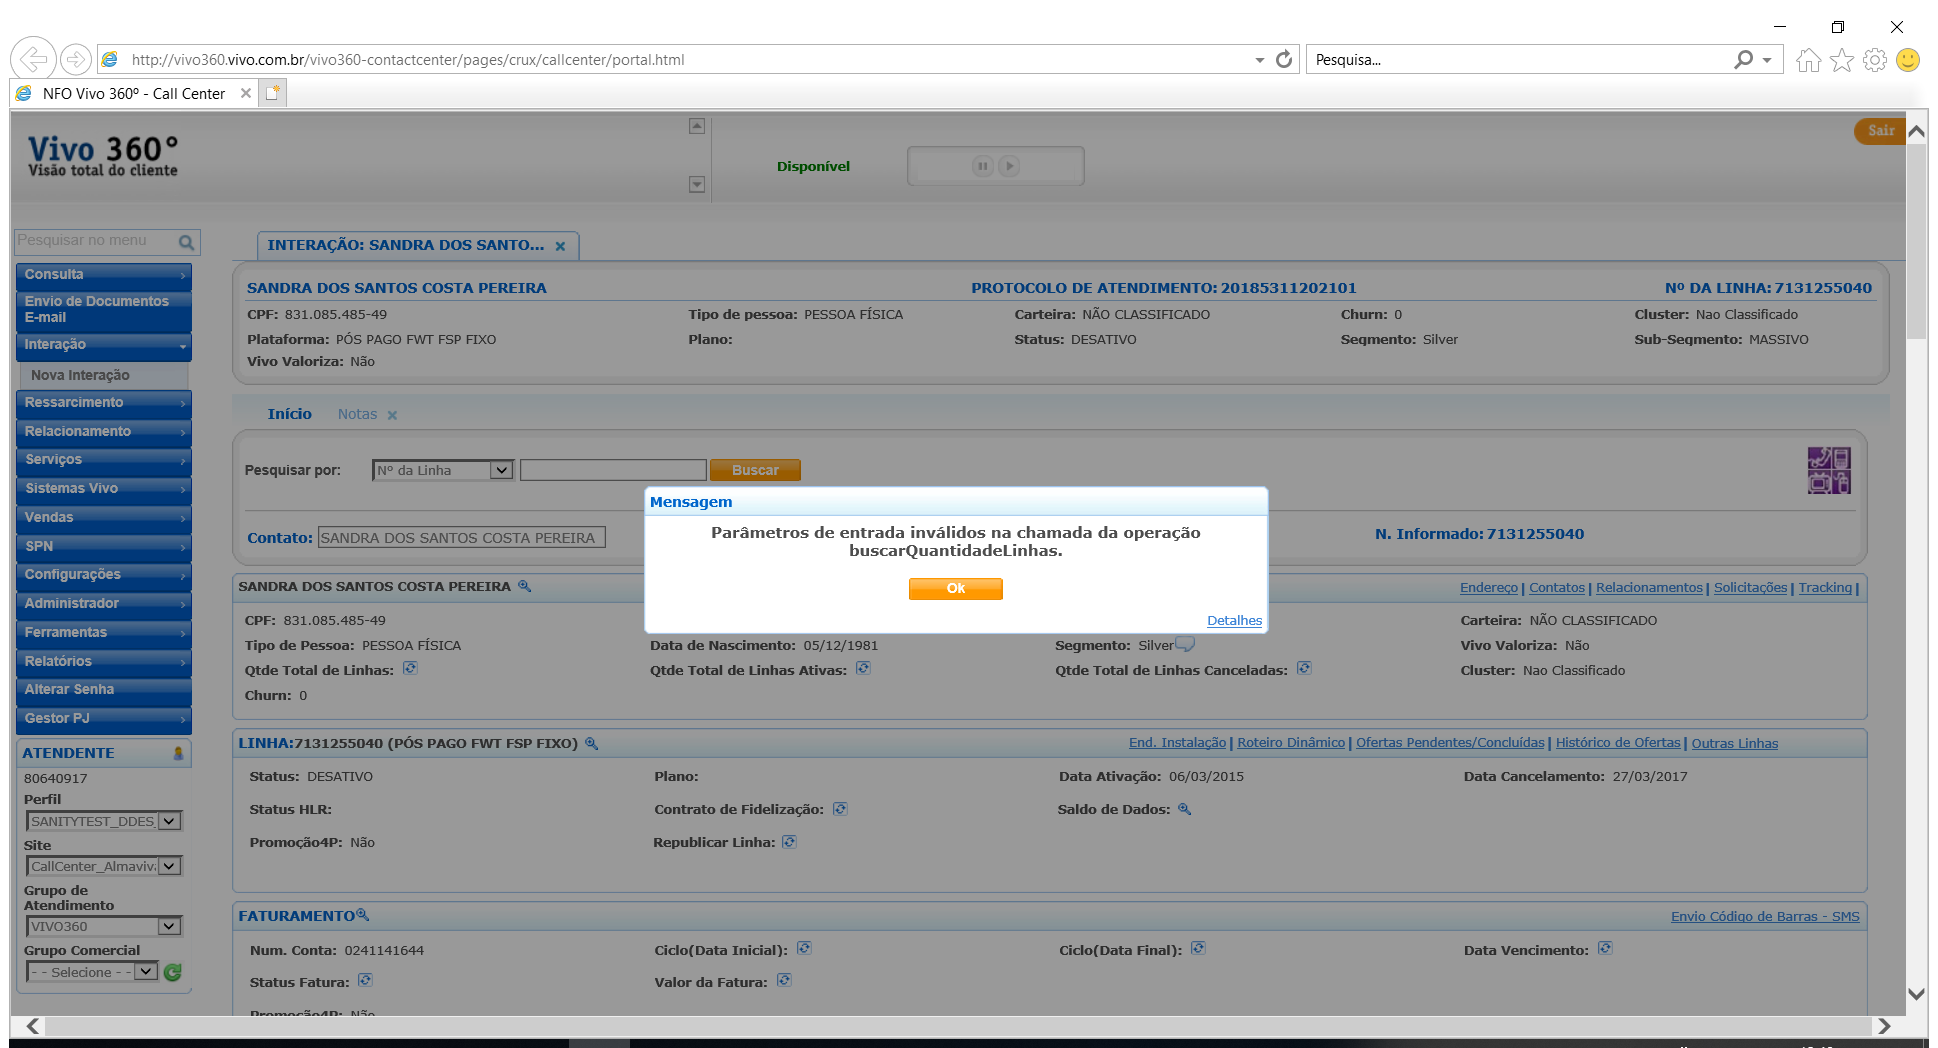 http://vivo360.vivo.com.br/vivo360-contactcenter/pages/crux/callcenter/portal.html
Pesquisa...
NFO Vivo 360º - Call Center
Vivo 360°
Visão total do cliente
Disponível
Sair
Pesquisar no menu
Consulta
Envio de Documentos
E-mail
Interação
Nova Interação
Ressarcimento
Relacionamento
Serviços
Sistemas Vivo
Vendas
SPN
Configurações
Administrador
Ferramentas
Relatórios
Alterar Senha
Gestor PJ
ATENDENTE
80640917
Perfil
SANITYTEST_DDES
Site
CallCenter_Almaviv
Grupo de
Atendimento
VIVO360
Grupo Comercial
- - Selecione - -
INTERAÇÃO: SANDRA DOS SANTO...
SANDRA DOS SANTOS COSTA PEREIRA PROTOCOLO DE ATENDIMENTO: 20185311202101 Nº DA LINHA: 7131255040
CPF: 831.085.485-49 Tipo de pessoa: PESSOA FÍSICA Carteira: NÃO CLASSIFICADO Churn: 0 Cluster: Nao Classificado
Plataforma: PÓS PAGO FWT FSP FIXO Plano: Status: DESATIVO Segmento: Silver Sub-Segmento: MASSIVO
Vivo Valoriza: Não
Início Notas
Pesquisar por: Nº da Linha Buscar
Contato: SANDRA DOS SANTOS COSTA PEREIRA N. Informado: 7131255040
Mensagem
Parâmetros de entrada inválidos na chamada da operação
buscarQuantidadeLinhas.
Ok
Detalhes
SANDRA DOS SANTOS COSTA PEREIRA Endereço | Contatos | Relacionamentos | Solicitações | Tracking |
CPF: 831.085.485-49 Carteira: NÃO CLASSIFICADO
Tipo de Pessoa: PESSOA FÍSICA Data de Nascimento: 05/12/1981 Segmento: Silver Vivo Valoriza: Não
Qtde Total de Linhas: Qtde Total de Linhas Ativas: Qtde Total de Linhas Canceladas: Cluster: Nao Classificado
Churn: 0
LINHA:7131255040 (PÓS PAGO FWT FSP FIXO) End. Instalação | Roteiro Dinâmico | Ofertas Pendentes/Concluídas | Histórico de Ofertas | Outras Linhas
Status: DESATIVO Plano: Data Ativação: 06/03/2015 Data Cancelamento: 27/03/2017
Status HLR: Contrato de Fidelização: Saldo de Dados:
Promoção4P: Não Republicar Linha:
FATURAMENTO Envio Código de Barras - SMS
Num. Conta: 0241141644 Ciclo(Data Inicial): Ciclo(Data Final): Data Vencimento:
Status Fatura: Valor da Fatura:
Promoção4P: Não